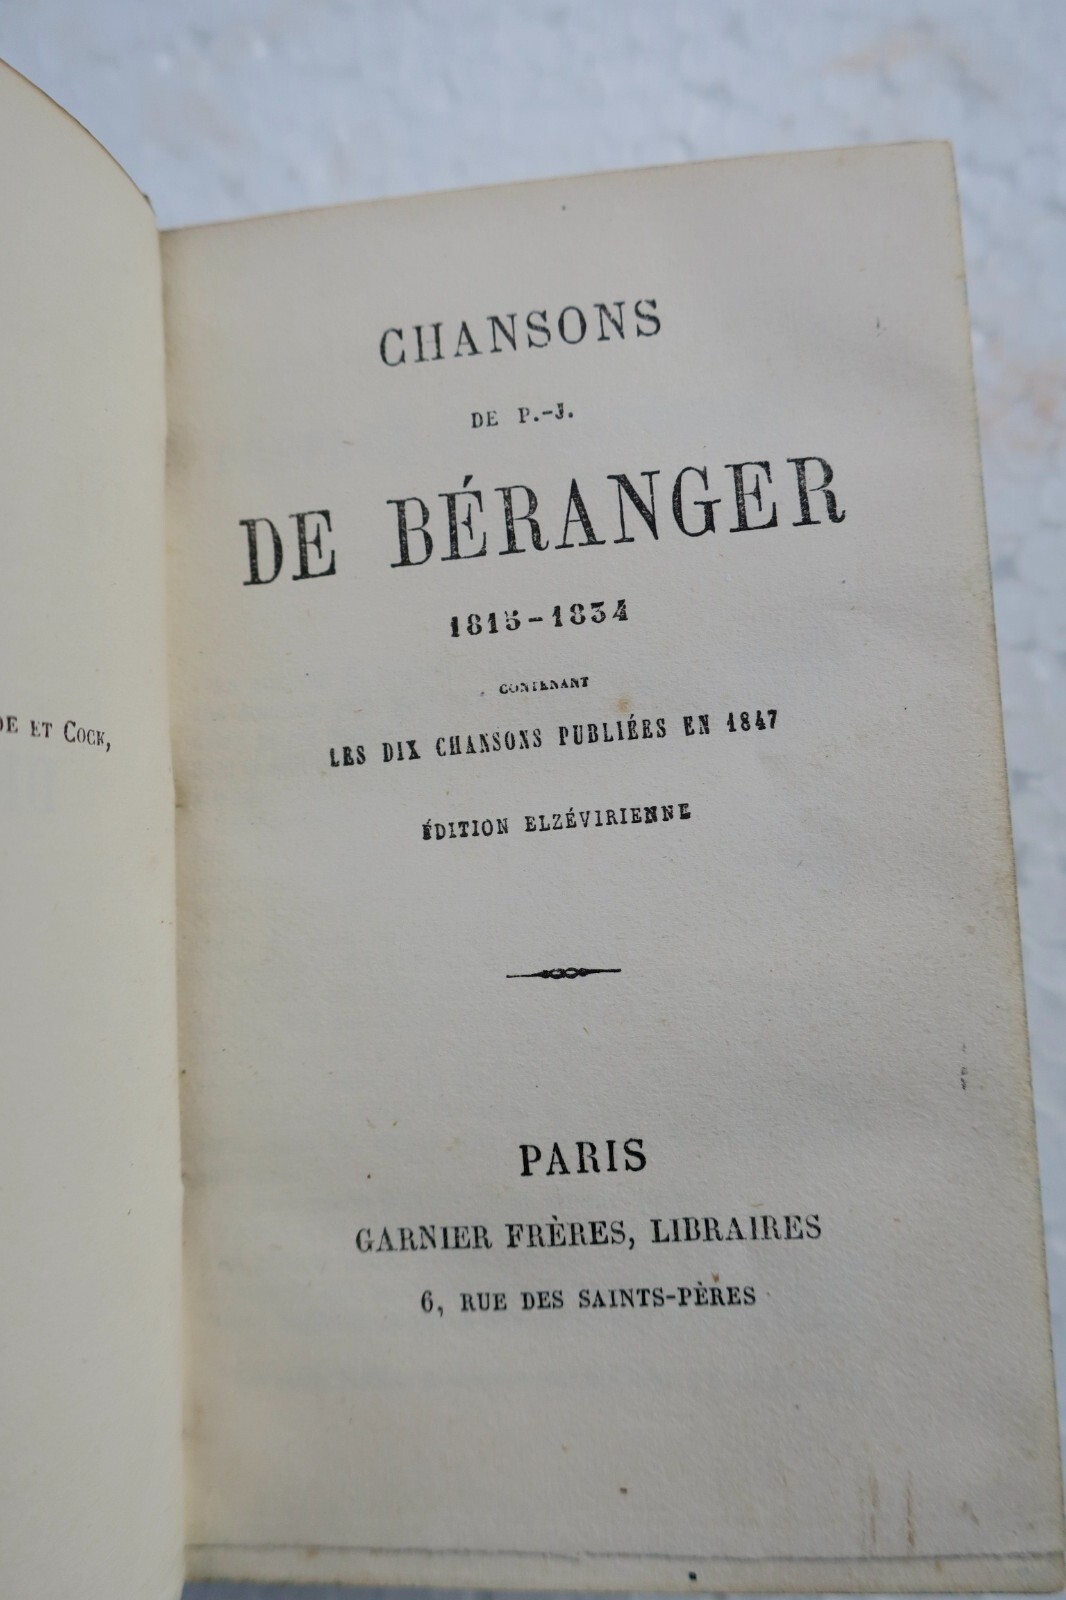 ET COCK,
CHANSONS
DE P.-J.
DE BÉRANGER
1815-1834
CONTENANT
LES DIX CHANSONS PUBLIÉES EN 1847
ÉDITION ELZÉVIRIENNE
PARIS
GARNIER FRÈRES, LIBRAIRES
6, RUE DES SAINTS-PÈRES